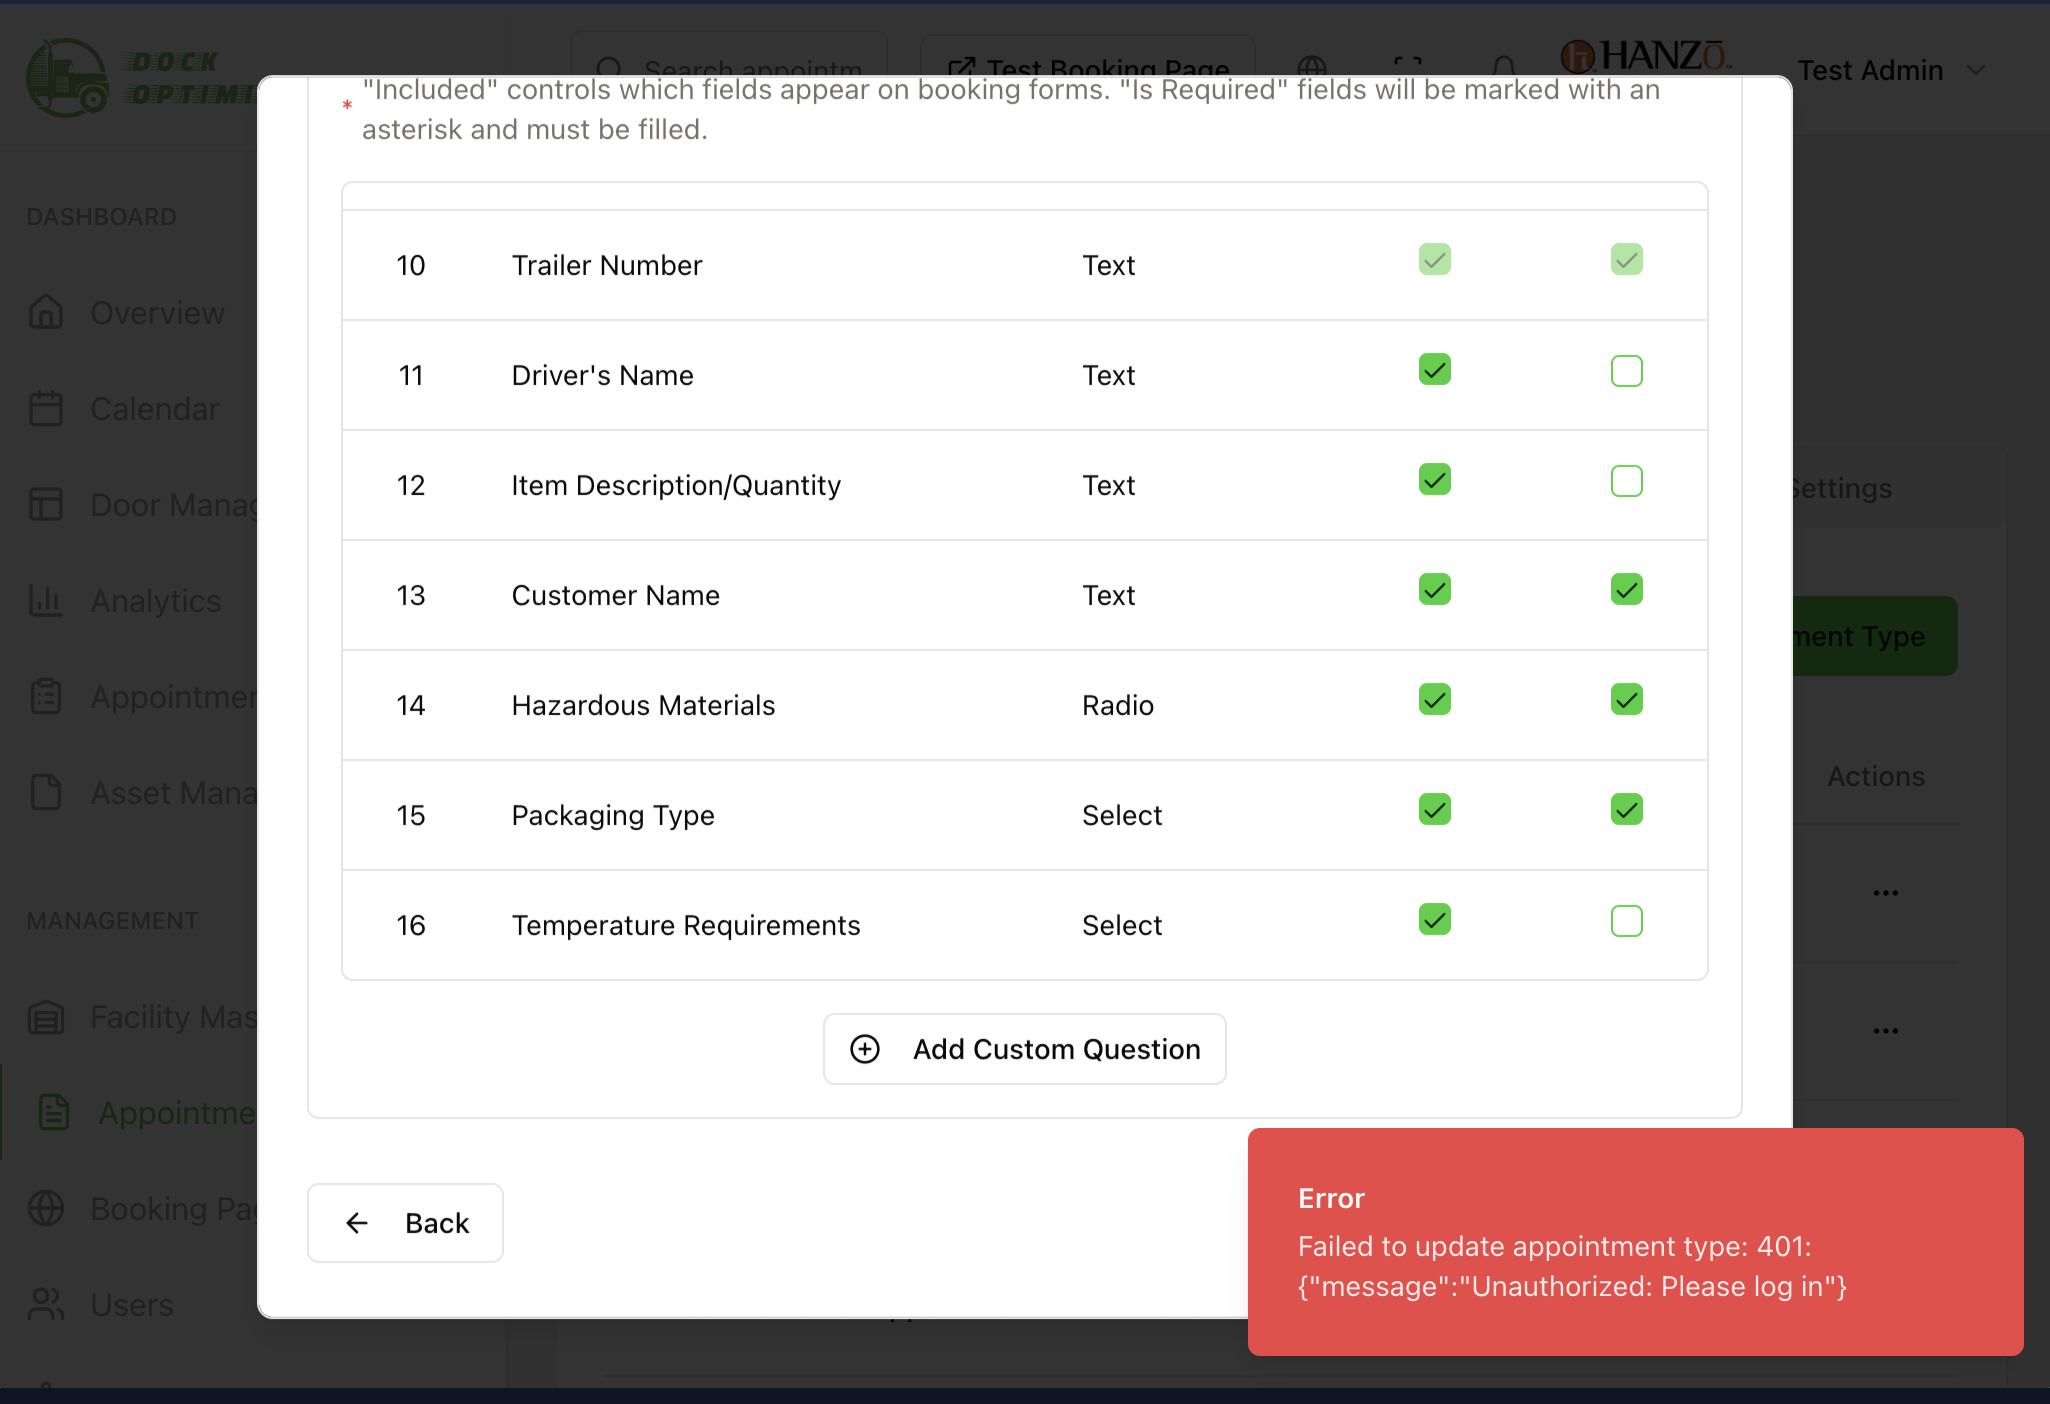 DOCK
OPTIMI
Search appointm
Test Booking Page
HANZŌ
Test Admin
"Included" controls which fields appear on booking forms. "Is Required" fields will be marked with an
* asterisk and must be filled.
DASHBOARD
Overview
Calendar
Door Manag
Analytics
Appointmen
Asset Mana
MANAGEMENT
Facility Mas
Appointme
Booking Pag
Users
10 Trailer Number Text
11 Driver's Name Text
12 Item Description/Quantity Text
13 Customer Name Text
14 Hazardous Materials Radio
15 Packaging Type Select
16 Temperature Requirements Select
Add Custom Question
Back
Settings
ment Type
Actions
Error
Failed to update appointment type: 401:
{"message":"Unauthorized: Please log in"}